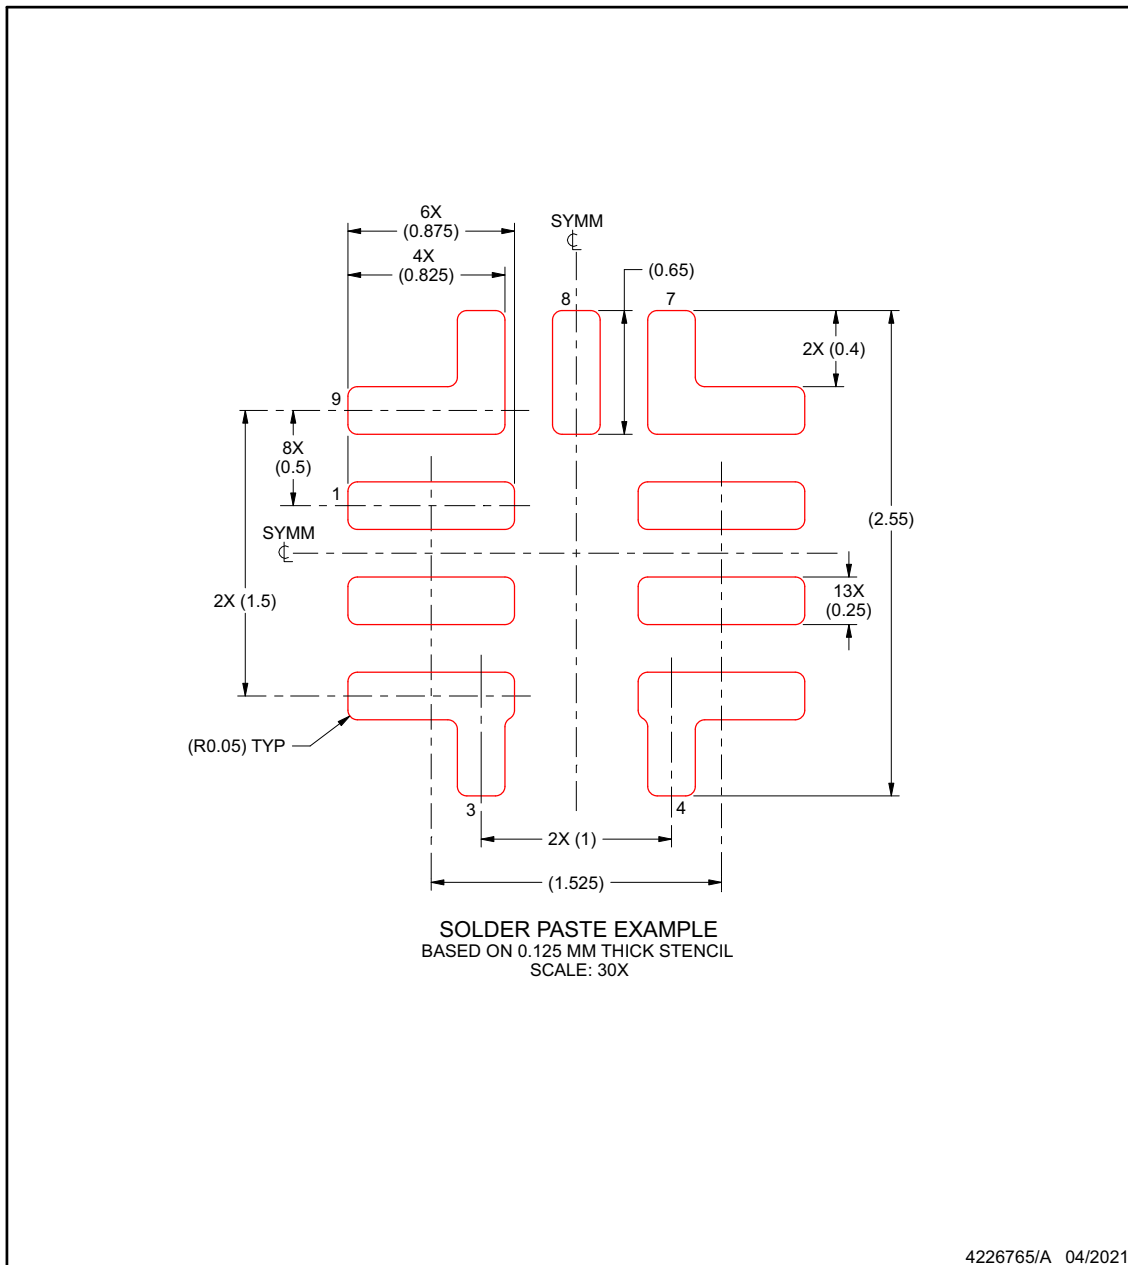 6X
(0.875)
SYMM
4X
(0.825)
(0.65)
8
7
2X (0.4)
9
8X
(0.5)
1
(2.55)
SYMM
2X (1.5)
13X
(0.25)
(R0.05) TYP
3
4
2X (1)
(1.525)
SOLDER PASTE EXAMPLE
BASED ON 0.125 MM THICK STENCIL
SCALE: 30X
4226765/A 04/2021